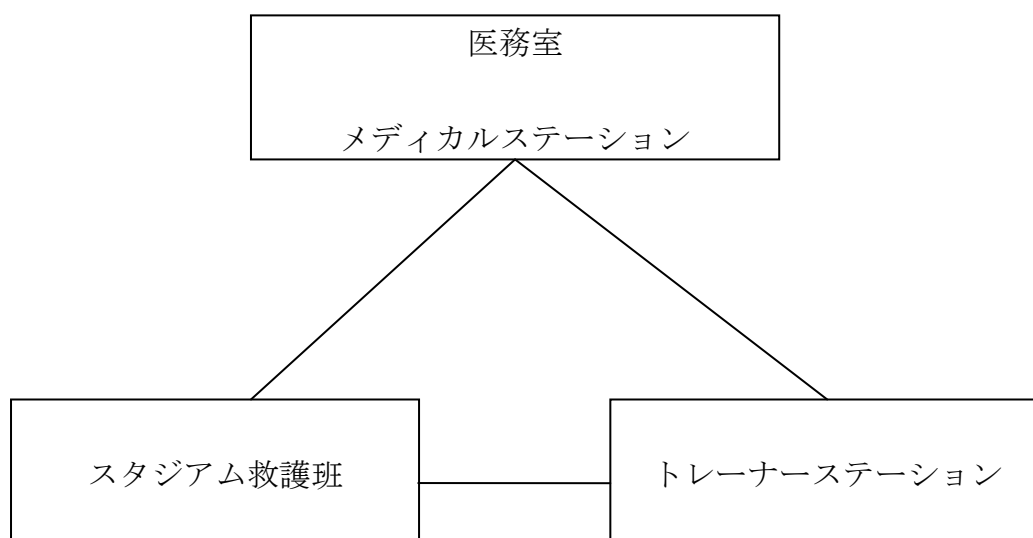 医務室
メディカルステーション
スタジアム救護班
トレーナーステーション